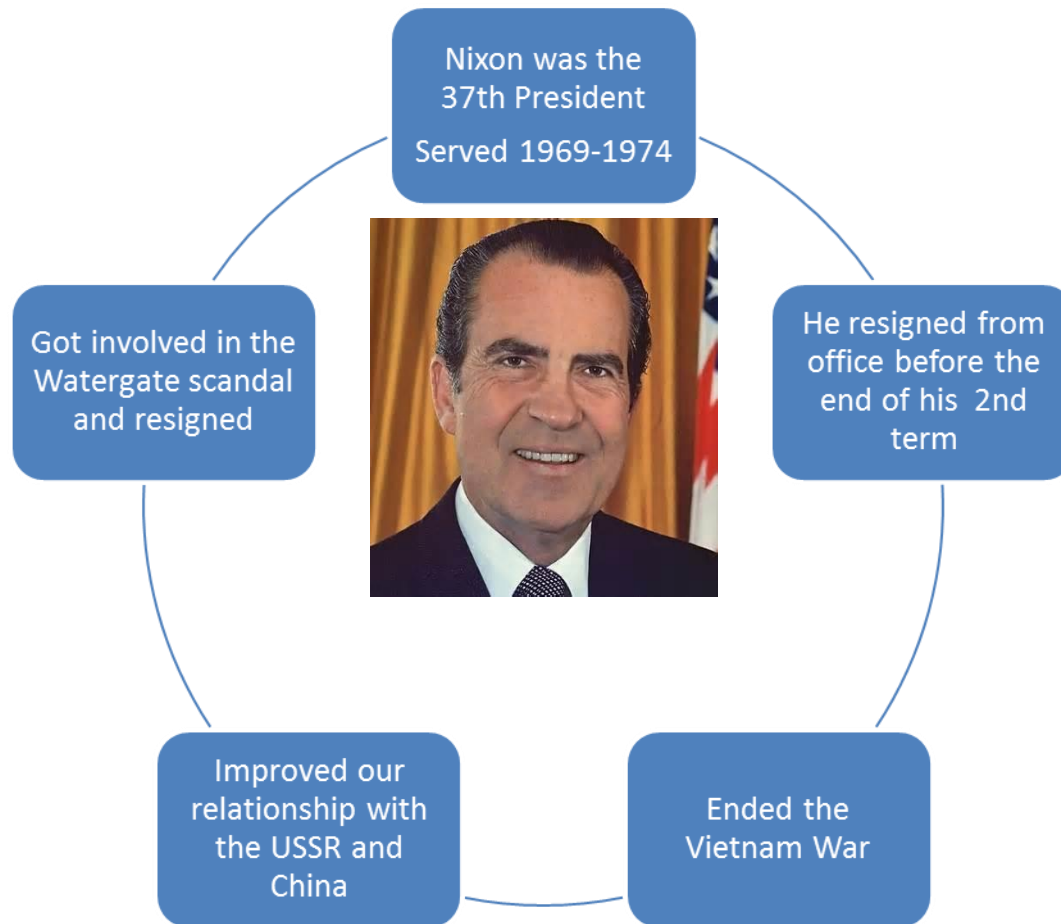 Nixon was the
37th President
Served 1969-1974
Got involved in the
Watergate scandal
and resigned
He resigned from
office before the
end of his 2nd
term
Improved our
relationship with
the USSR and
China
Ended the
Vietnam War